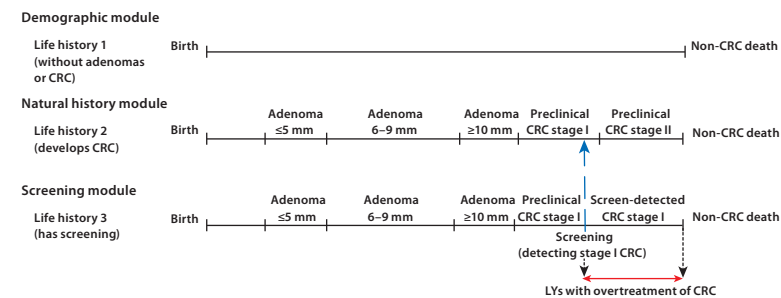 Demographic module
Life history 1
(without adenomas
or CRC)
Birth
Non-CRC death
Natural history module
Life history 2
(develops CRC)
Birth
Adenoma
≤5 mm
Adenoma
6–9 mm
Adenoma
≥10 mm
Preclinical
CRC stage I
Preclinical
CRC stage II
Non-CRC death
Screening module
Life history 3
(has screening)
Birth
Adenoma
≤5 mm
Adenoma
6–9 mm
Adenoma
≥10 mm
Preclinical
CRC stage I
Screen-detected
CRC stage I
Non-CRC death
Screening
(detecting stage I CRC)
LYs with overtreatment of CRC